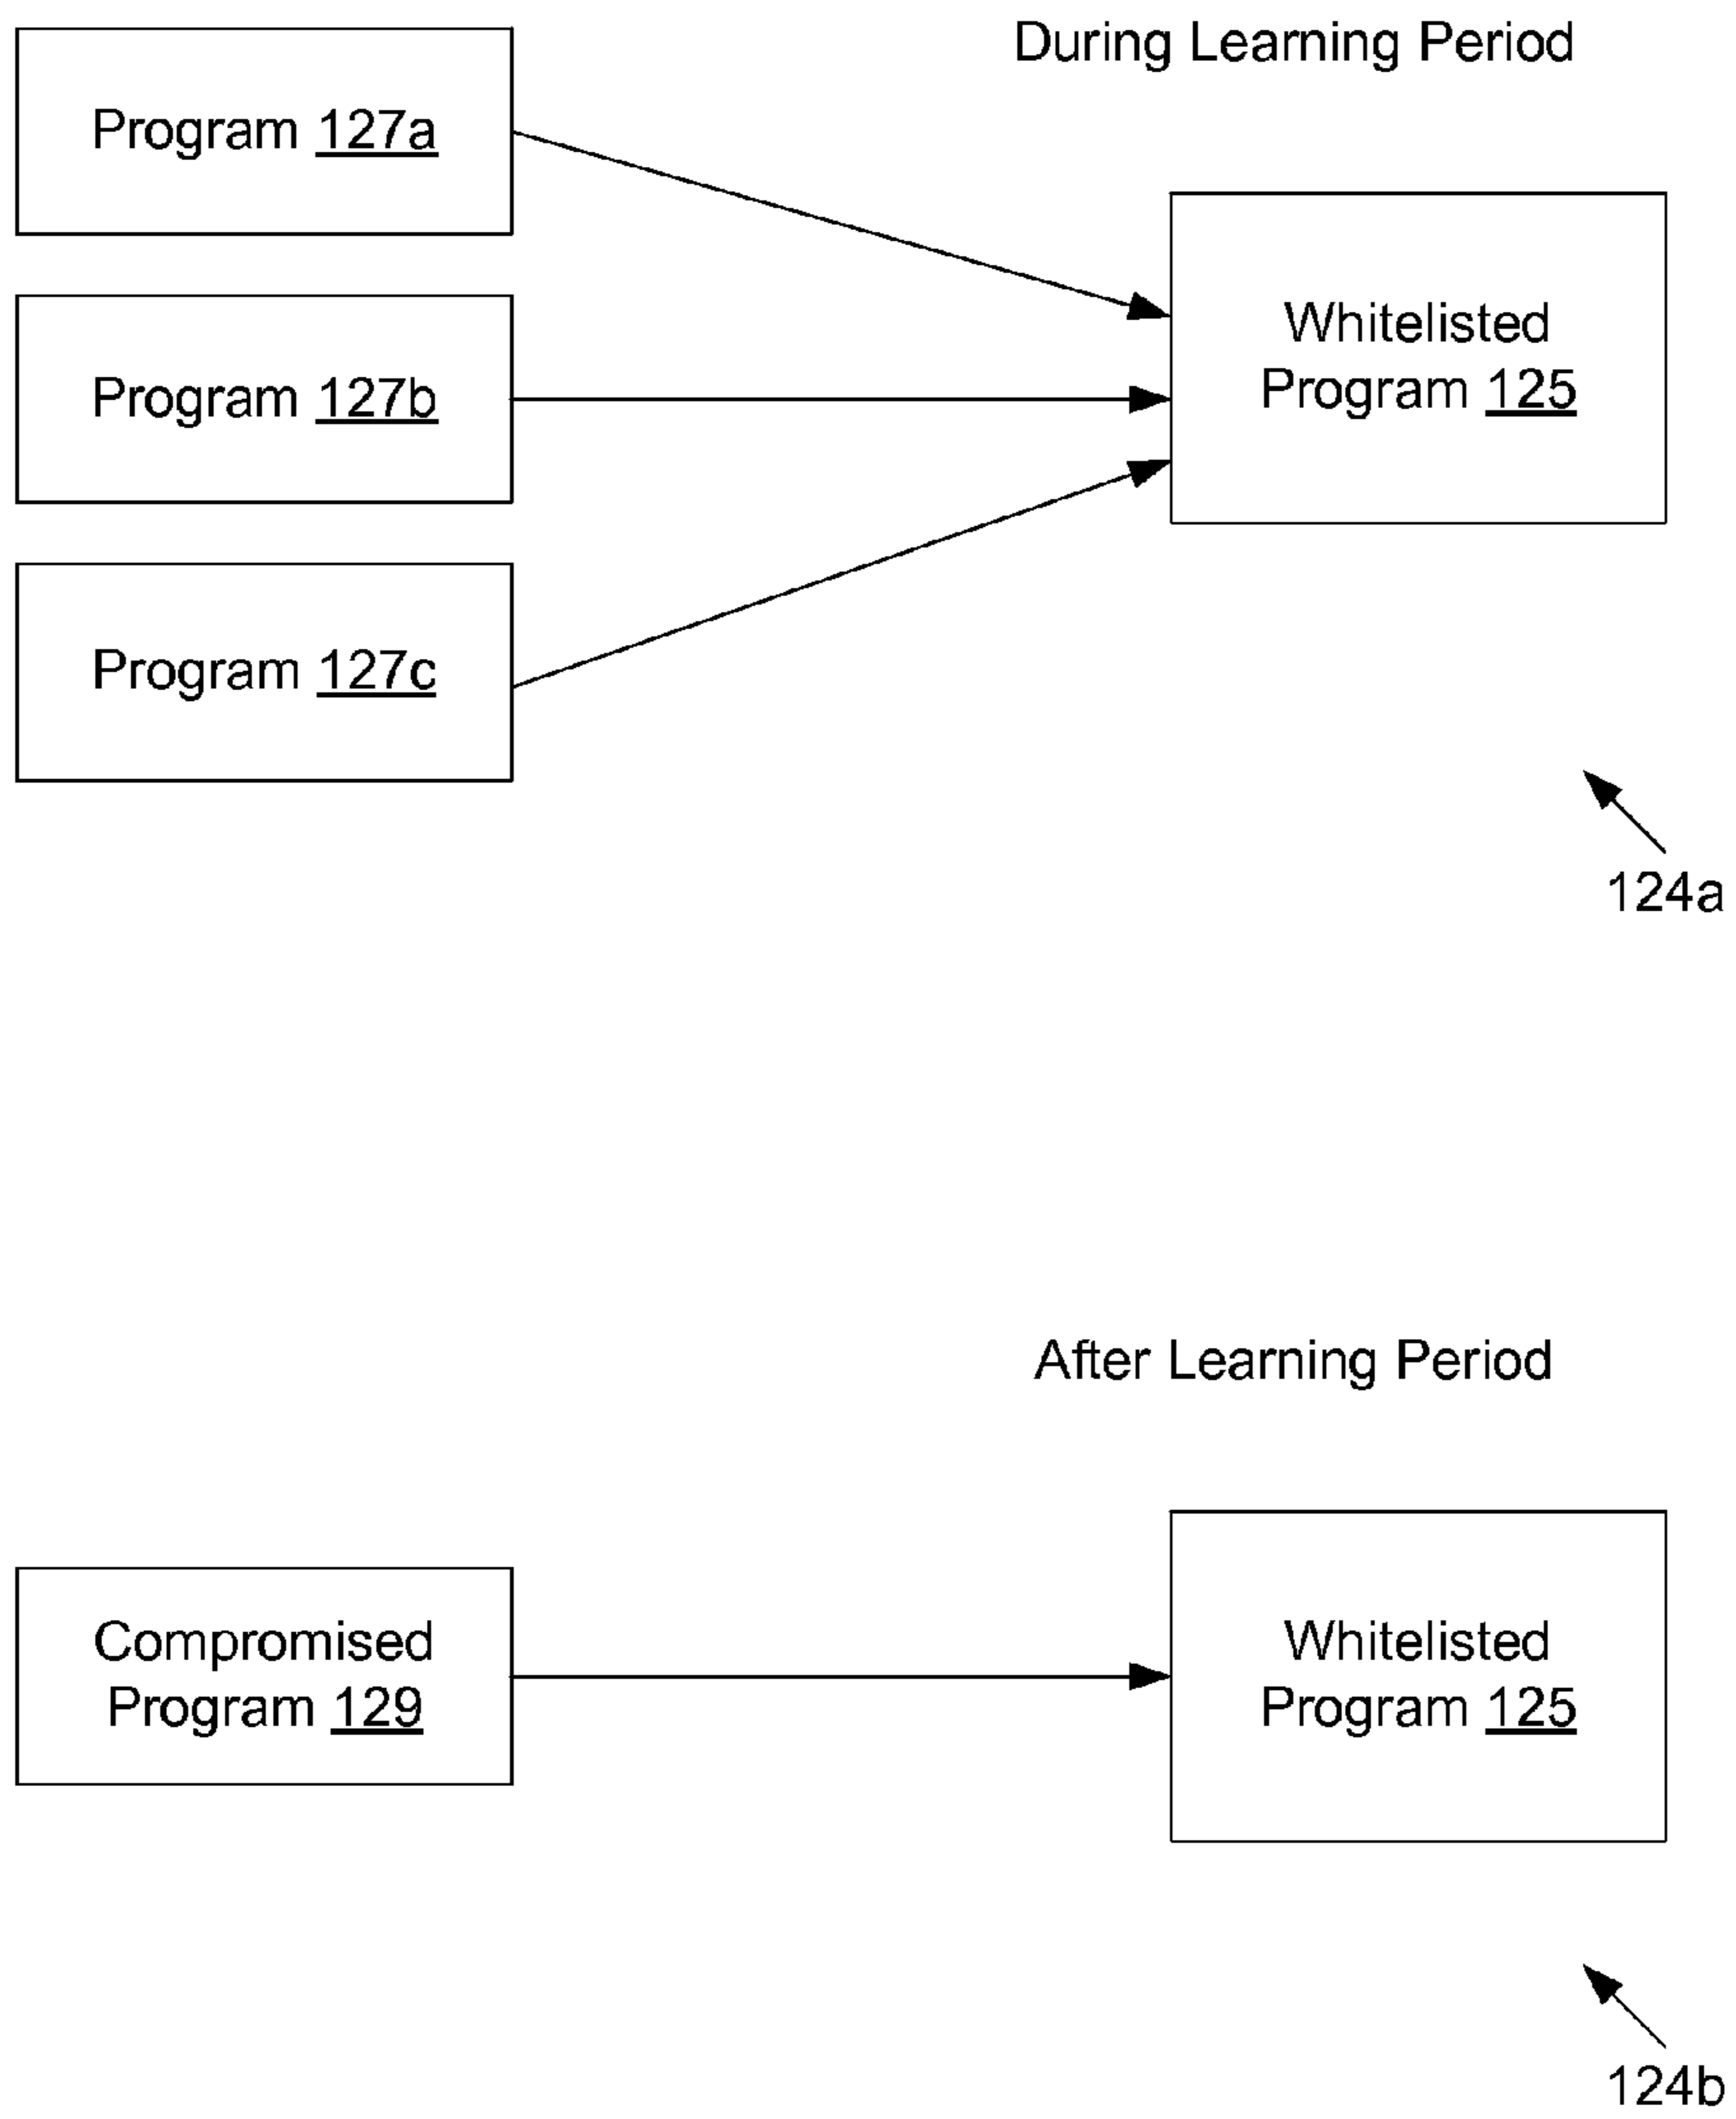 During Learning Period
Program 127a
Whitelisted
Program 125
Program 127b
Program 127c
124a
After Learning Period
Compromised
Program 129
Whitelisted
Program 125
124b